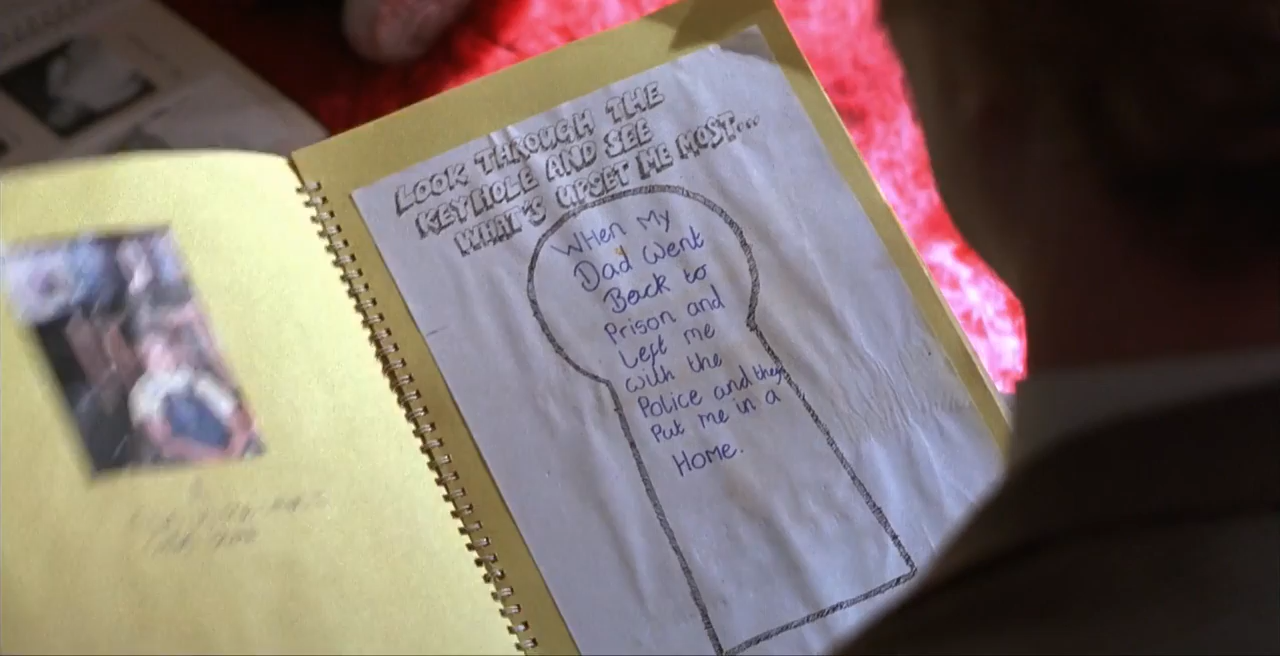 LOOK THROUGH THE
KEYHOLE AND SEE
WHAT'S UPSET ME MOST...
WHen My
Dad went
Back to
Prison and
Left me
with the
Police and they
Put me in a
Home.